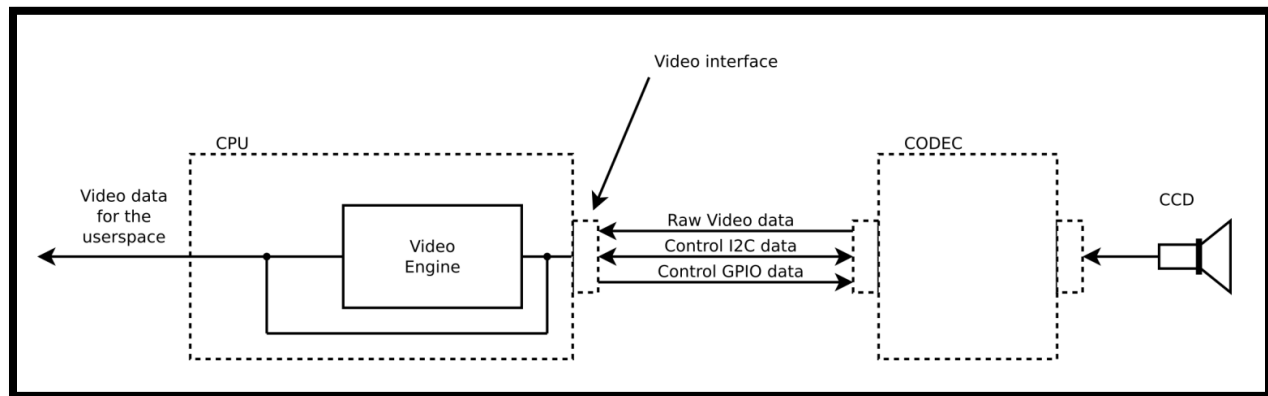 Video interface
CPU
CODEC
Video data
for the
userspace
Video
Engine
Raw Video data
Control I2C data
Control GPIO data
CCD